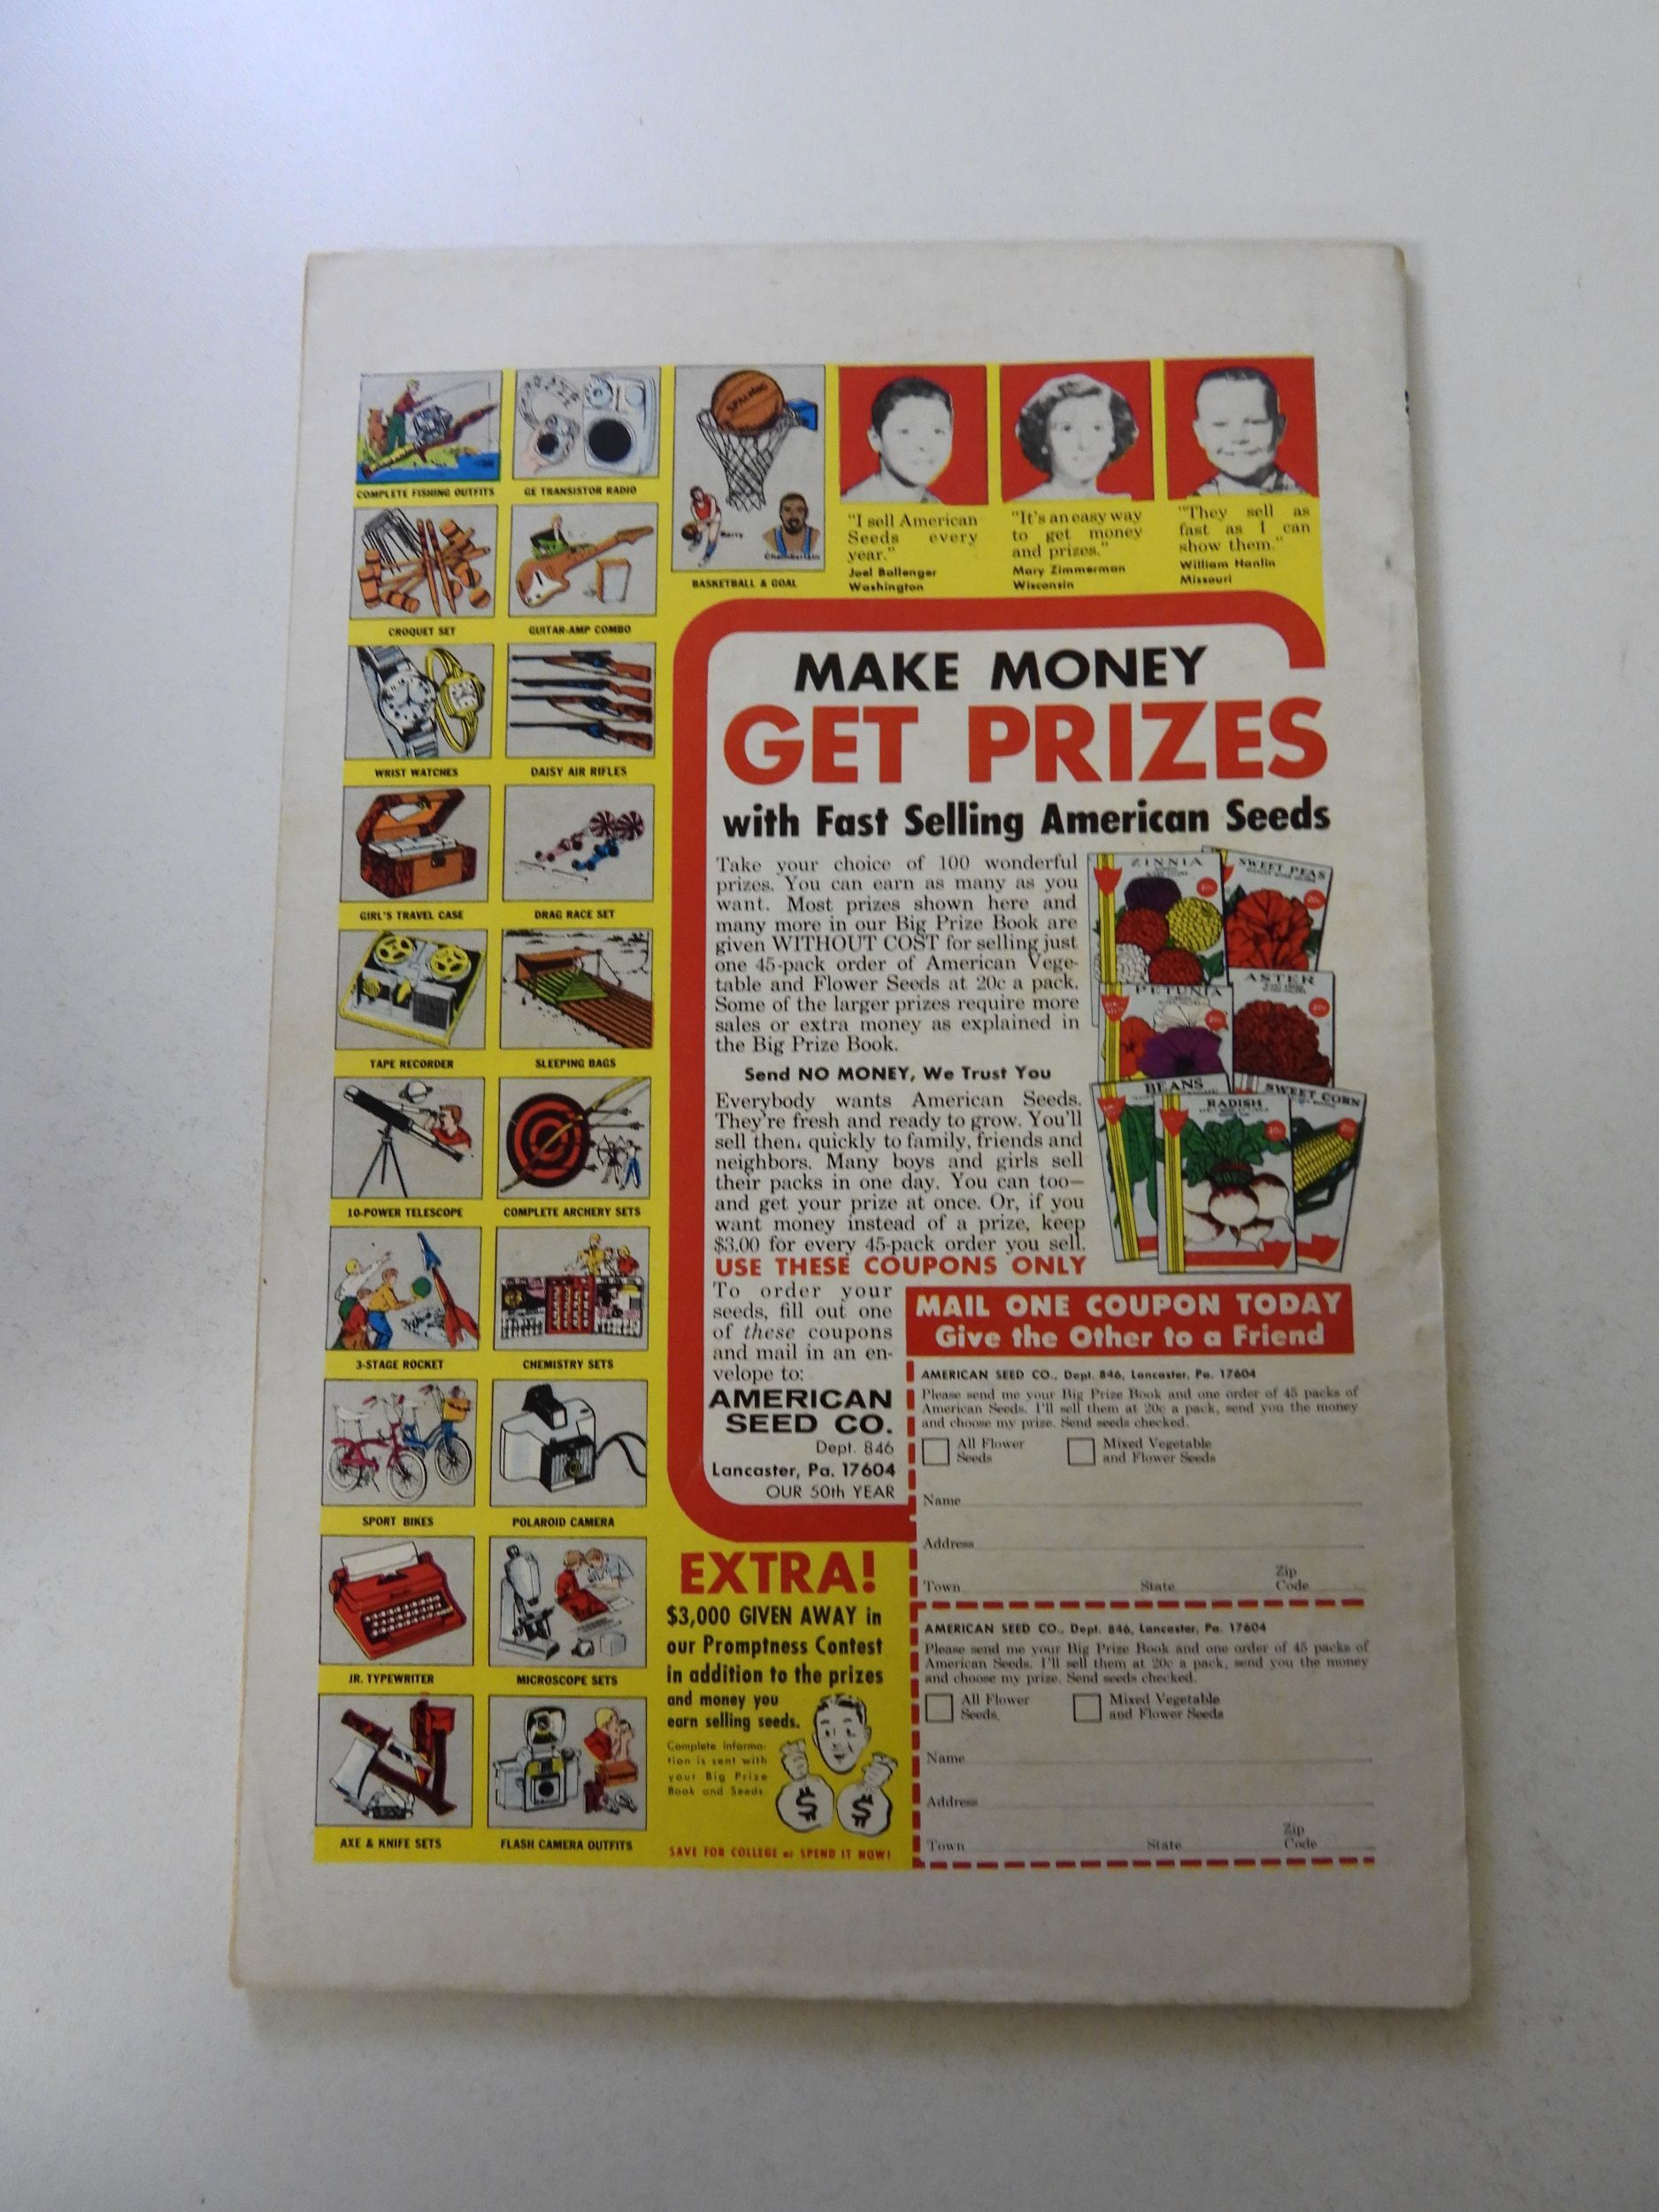 COMPLETE FISHING OUTFITS
GE TRANSISTOR RADIO
SPALDING
Barry
Chamberlain
BASKETBALL & GOAL
"I sell American
Seeds every
year."
Joel Ballenger
Washington
"It's an easy way
to get money
and prizes."
Mary Zimmerman
Wisconsin
"They sell as
fast as I can
show them."
William Hanlin
Missouri
CROQUET SET
GUITAR-AMP COMBO
WRIST WATCHES
DAISY AIR RIFLES
GIRL'S TRAVEL CASE
DRAG RACE SET
TAPE RECORDER
SLEEPING BAGS
10-POWER TELESCOPE
COMPLETE ARCHERY SETS
3-STAGE ROCKET
CHEMISTRY SETS
SPORT BIKES
POLAROID CAMERA
JR. TYPEWRITER
MICROSCOPE SETS
AXE & KNIFE SETS
FLASH CAMERA OUTFITS
MAKE MONEY
GET PRIZES
with Fast Selling American Seeds
Take your choice of 100 wonderful
prizes. You can earn as many as you
want. Most prizes shown here and
many more in our Big Prize Book are
given WITHOUT COST for selling just
one 45-pack order of American Vege-
table and Flower Seeds at 20c a pack.
Some of the larger prizes require more
sales or extra money as explained in
the Big Prize Book.
Send NO MONEY, We Trust You
Everybody wants American Seeds.
They're fresh and ready to grow. You'll
sell then, quickly to family, friends and
neighbors. Many boys and girls sell
their packs in one day. You can too—
and get your prize at once. Or, if you
want money instead of a prize, keep
$3.00 for every 45-pack order you sell.
USE THESE COUPONS ONLY
To order your
seeds, fill out one
of these coupons
and mail in an en-
velope to:
AMERICAN
SEED CO.
Dept. 846
Lancaster, Pa. 17604
OUR 50th YEAR
ZINNIA
SWEET PEAS
ASTER
PETUNIA
BEANS
RADISH
SWEET CORN
MAIL ONE COUPON TODAY
Give the Other to a Friend
AMERICAN SEED CO., Dept. 846, Lancaster, Pa. 17604
Please send me your Big Prize Book and one order of 45 packs of
American Seeds. I'll sell them at 20c a pack, send you the money
and choose my prize. Send seeds checked.
All Flower
Seeds
Mixed Vegetable
and Flower Seeds
Name
Address
Town State Zip
Code
AMERICAN SEED CO., Dept. 846, Lancaster, Pa. 17604
Please send me your Big Prize Book and one order of 45 packs of
American Seeds. I'll sell them at 20c a pack, send you the money
and choose my prize. Send seeds checked.
All Flower
Seeds.
Mixed Vegetable
and Flower Seeds
Name
Address
Town State Zip
Code
EXTRA!
$3,000 GIVEN AWAY in
our Promptness Contest
in addition to the prizes
and money you
earn selling seeds.
Complete informa-
tion is sent with
your Big Prize
Book and Seeds.
$ $
SAVE FOR COLLEGE or SPEND IT NOW!